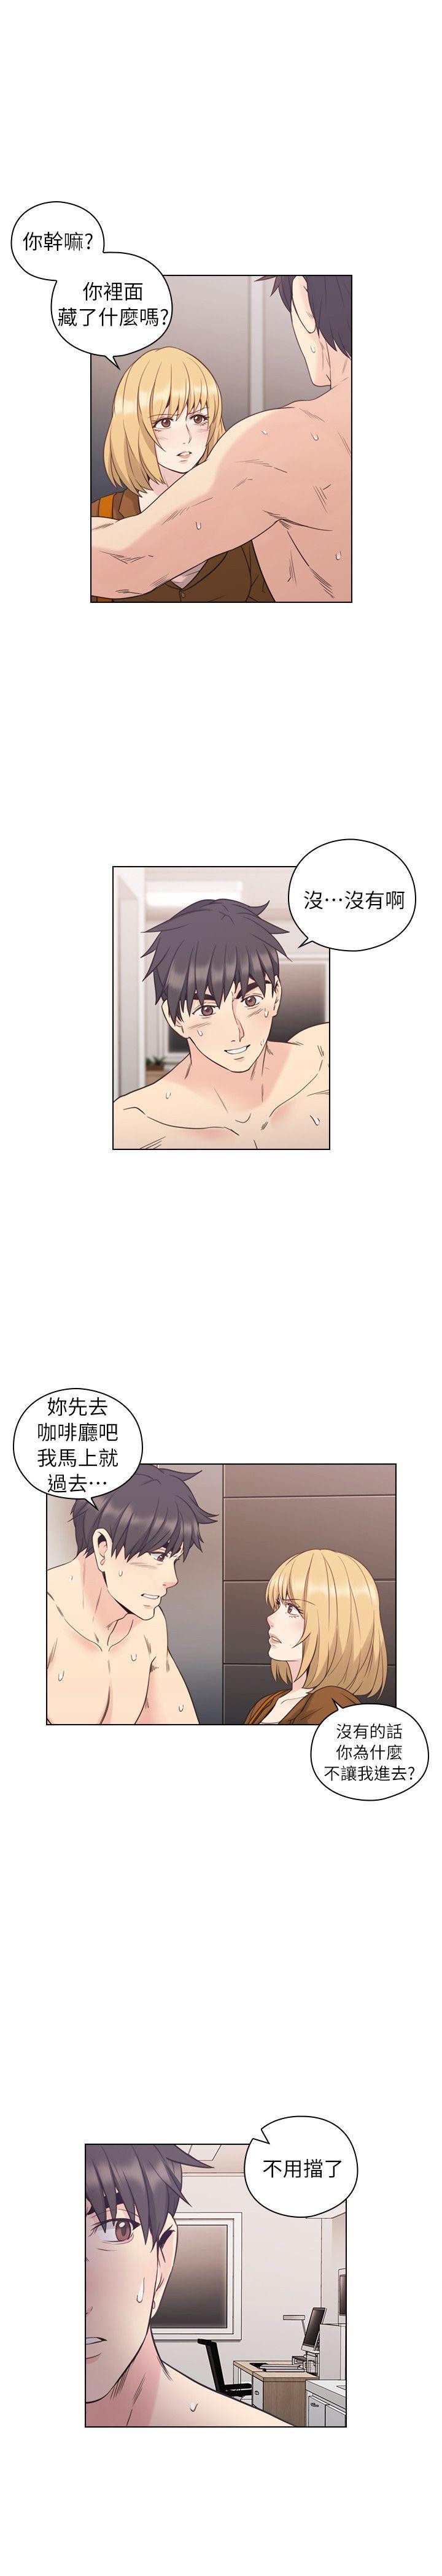 你幹嘛?
你裡面
藏了什麼嗎?
沒…沒有啊
妳先去
咖啡廳吧
我馬上就
過去…
沒有的話
你為什麼
不讓我進去?
不用擋了